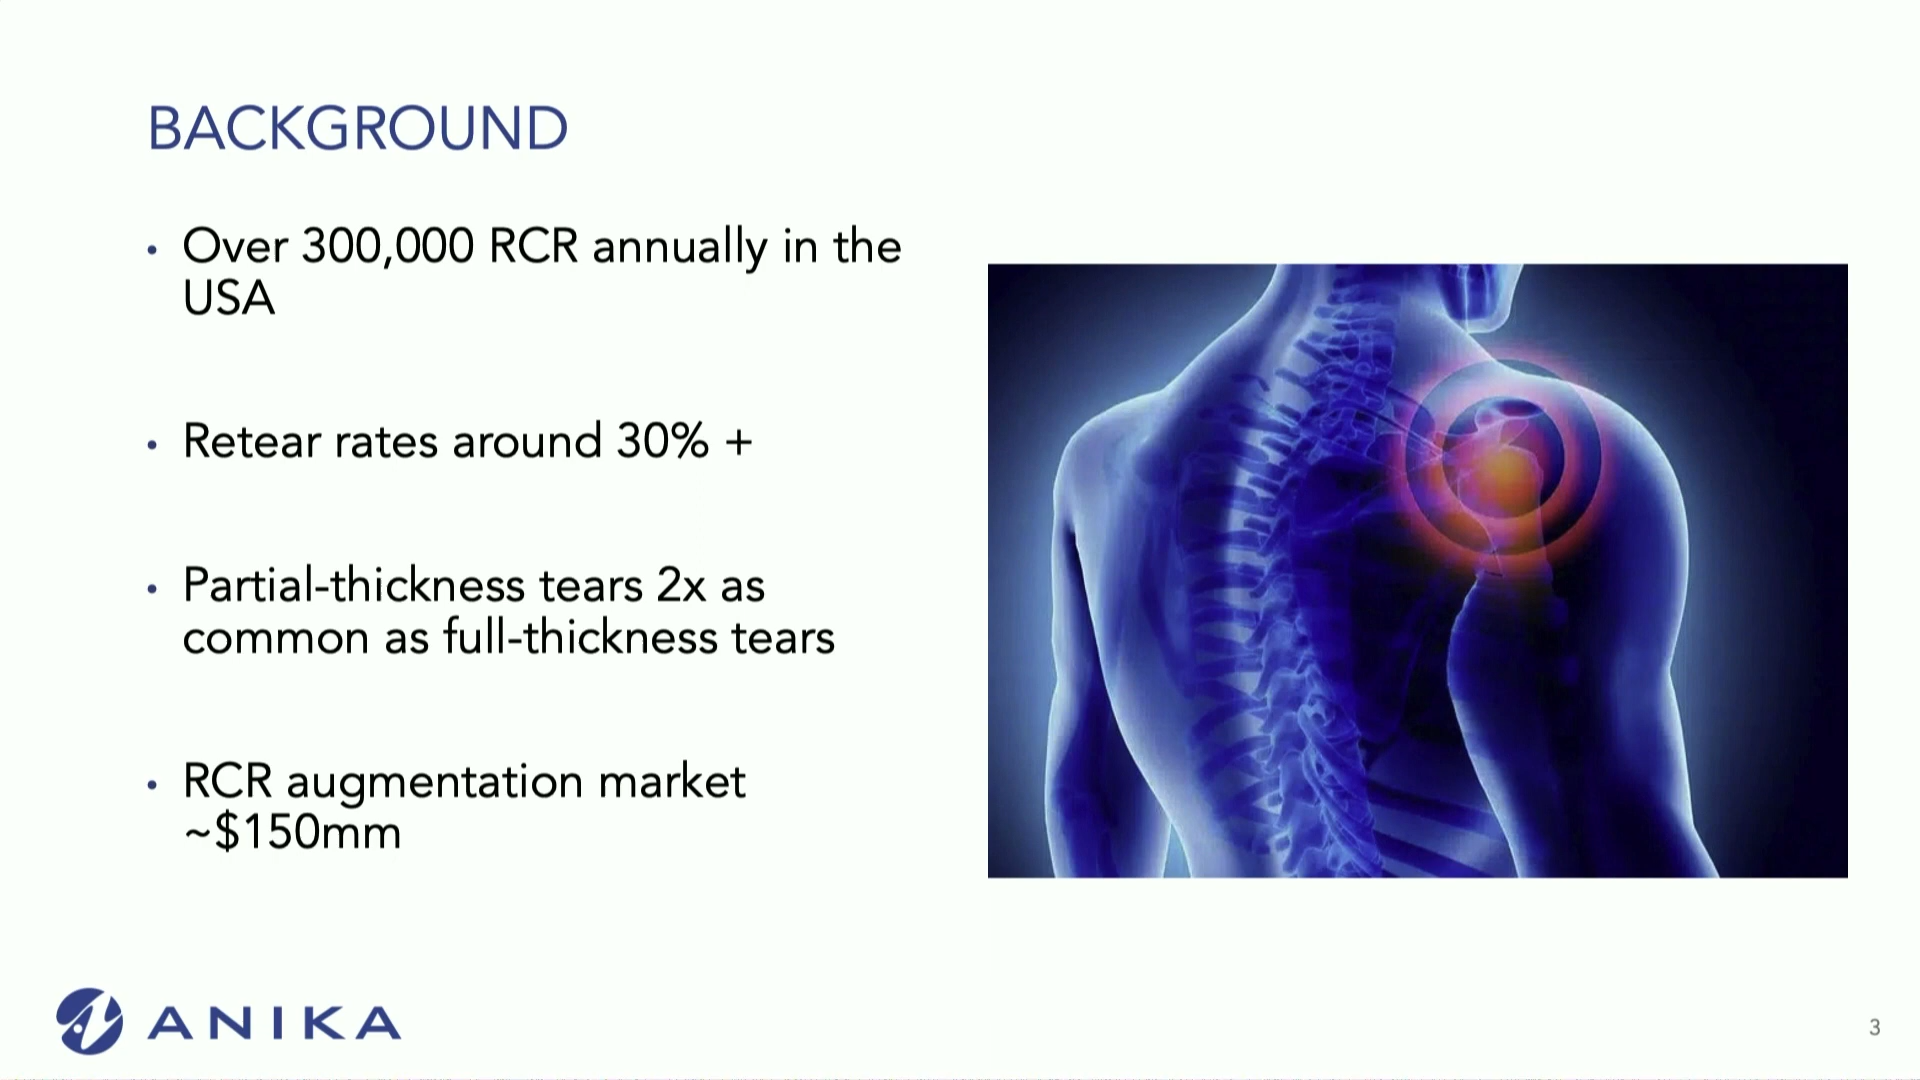 BACKGROUND
• Over 300,000 RCR annually in the
USA
• Retear rates around 30% +
• Partial-thickness tears 2x as
common as full-thickness tears
• RCR augmentation market
~$150mm
ANIKA
3